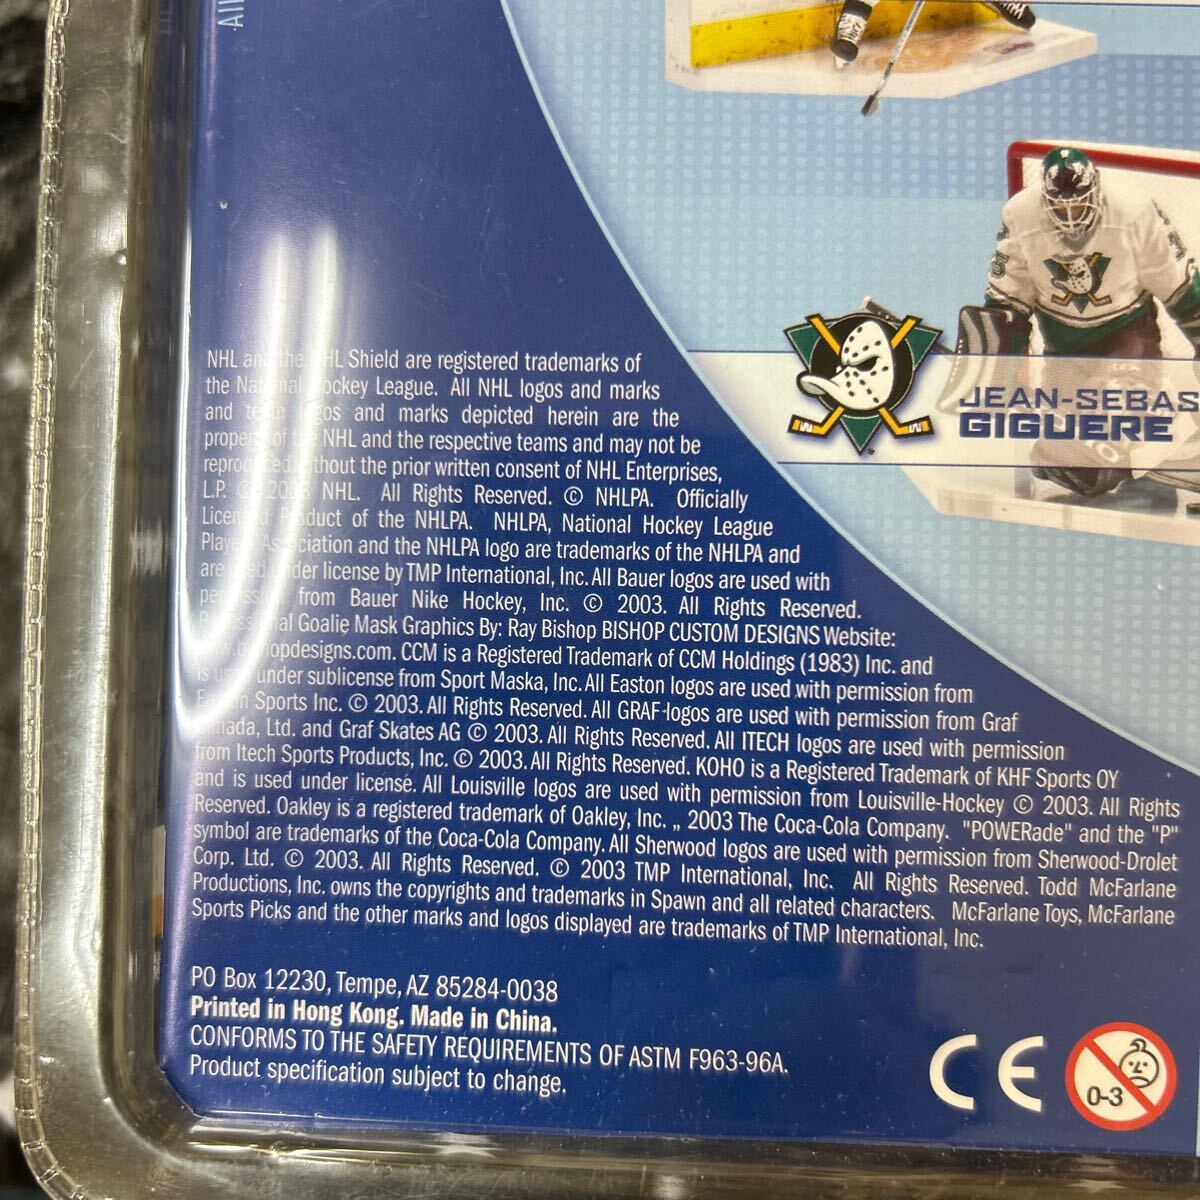 All
JEAN-SEBAS
GIGUERE
NHL and the NHL Shield are registered trademarks of
the National Hockey League. All NHL logos and marks
and team logos and marks depicted herein are the
property of the NHL and the respective teams and may not be
reproduced without the prior written consent of NHL Enterprises,
L.P. © 2003 NHL. All Rights Reserved. © NHLPA. Officially
Licensed Product of the NHLPA. NHLPA, National Hockey League
Players Association and the NHLPA logo are trademarks of the NHLPA and
are used under license by TMP International, Inc. All Bauer logos are used with
permission from Bauer Nike Hockey, Inc. © 2003. All Rights Reserved.
Professional Goalie Mask Graphics By: Ray Bishop BISHOP CUSTOM DESIGNS Website:
www.bishopdesigns.com. CCM is a Registered Trademark of CCM Holdings (1983) Inc. and
is used under sublicense from Sport Maska, Inc. All Easton logos are used with permission from
Easton Sports Inc. © 2003. All Rights Reserved. All GRAF logos are used with permission from Graf
Canada, Ltd. and Graf Skates AG © 2003. All Rights Reserved. All ITECH logos are used with permission
from Itech Sports Products, Inc. © 2003. All Rights Reserved. KOHO is a Registered Trademark of KHF Sports OY
and is used under license. All Louisville logos are used with permission from Louisville-Hockey © 2003. All Rights
Reserved. Oakley is a registered trademark of Oakley, Inc. „ 2003 The Coca-Cola Company. "POWERade" and the "P"
symbol are trademarks of the Coca-Cola Company. All Sherwood logos are used with permission from Sherwood-Drolet
Corp. Ltd. © 2003. All Rights Reserved. © 2003 TMP International, Inc. All Rights Reserved. Todd McFarlane
Productions, Inc. owns the copyrights and trademarks in Spawn and all related characters. McFarlane Toys, McFarlane
Sports Picks and the other marks and logos displayed are trademarks of TMP International, Inc.
PO Box 12230, Tempe, AZ 85284-0038
Printed in Hong Kong. Made in China.
CONFORMS TO THE SAFETY REQUIREMENTS OF ASTM F963-96A.
Product specification subject to change.
CE
0-3